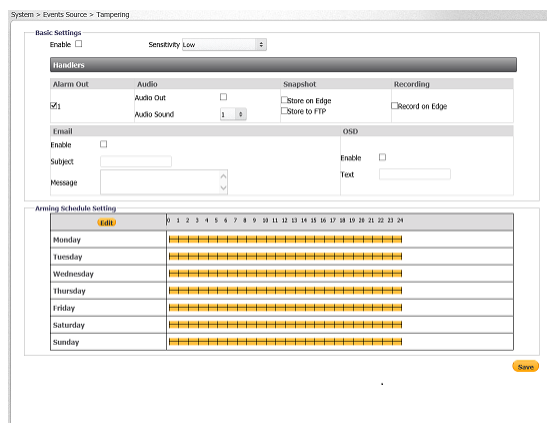 System > Events Source > Tampering
Basic Settings
Enable Sensitivity Low
Handlers
Alarm Out Audio Snapshot Recording
1 Audio Out Store on Edge Record on Edge
Audio Sound 1 Store to FTP
Email OSD
Enable Enable
Subject Text
Message
Arming Schedule Setting
Edit 0 1 2 3 4 5 6 7 8 9 10 11 12 13 14 15 16 17 18 19 20 21 22 23 24
Monday
Tuesday
Wednesday
Thursday
Friday
Saturday
Sunday
Save